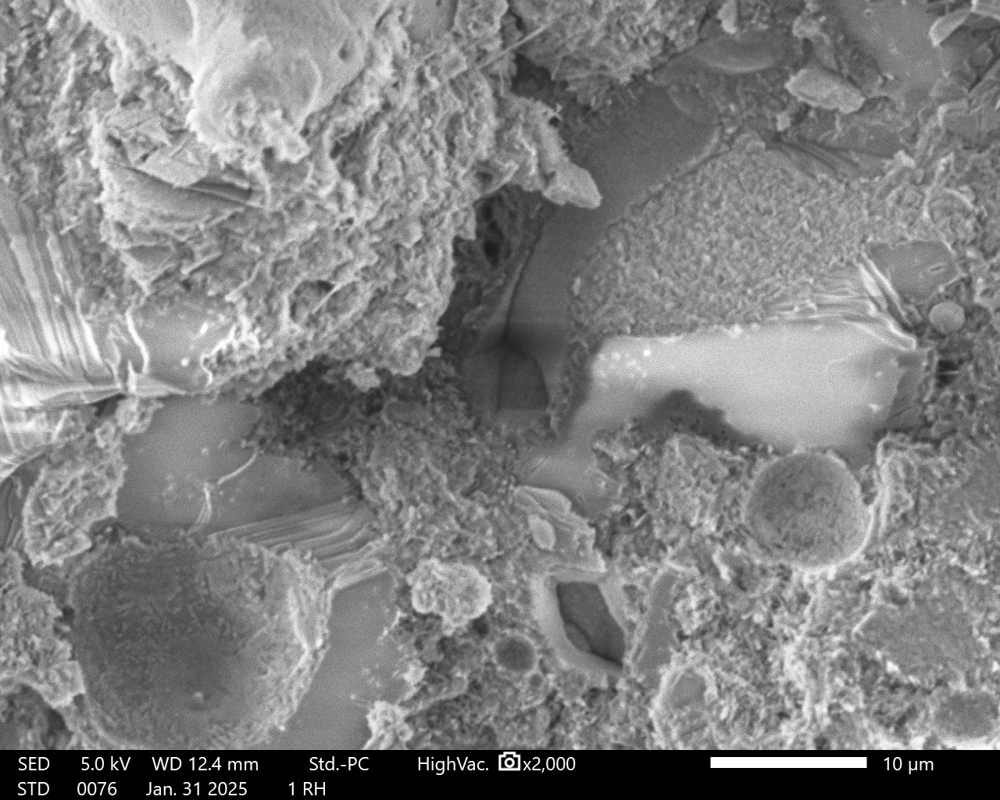 SED 5.0 kV WD 12.4 mm Std.-PC HighVac. x2,000 10 µm
STD 0076 Jan. 31 2025 1 RH